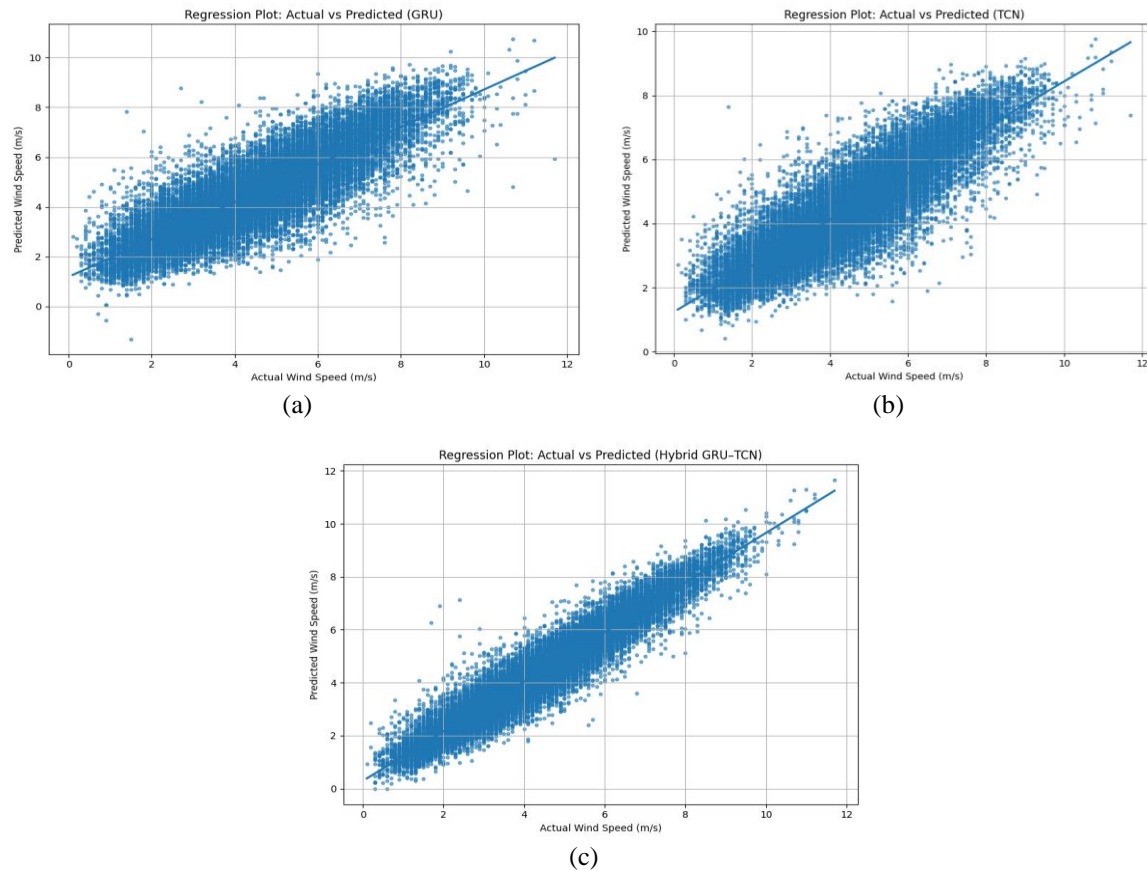 Regression Plot: Actual vs Predicted (GRU)
Predicted Wind Speed (m/s)
10
8
6
4
2
0
0 2 4 6 8 10 12
Actual Wind Speed (m/s)
(a)
Regression Plot: Actual vs Predicted (TCN)
Predicted Wind Speed (m/s)
10
8
6
4
2
0
0 2 4 6 8 10 12
Actual Wind Speed (m/s)
(b)
Regression Plot: Actual vs Predicted (Hybrid GRU–TCN)
Predicted Wind Speed (m/s)
12
10
8
6
4
2
0
0 2 4 6 8 10 12
Actual Wind Speed (m/s)
(c)